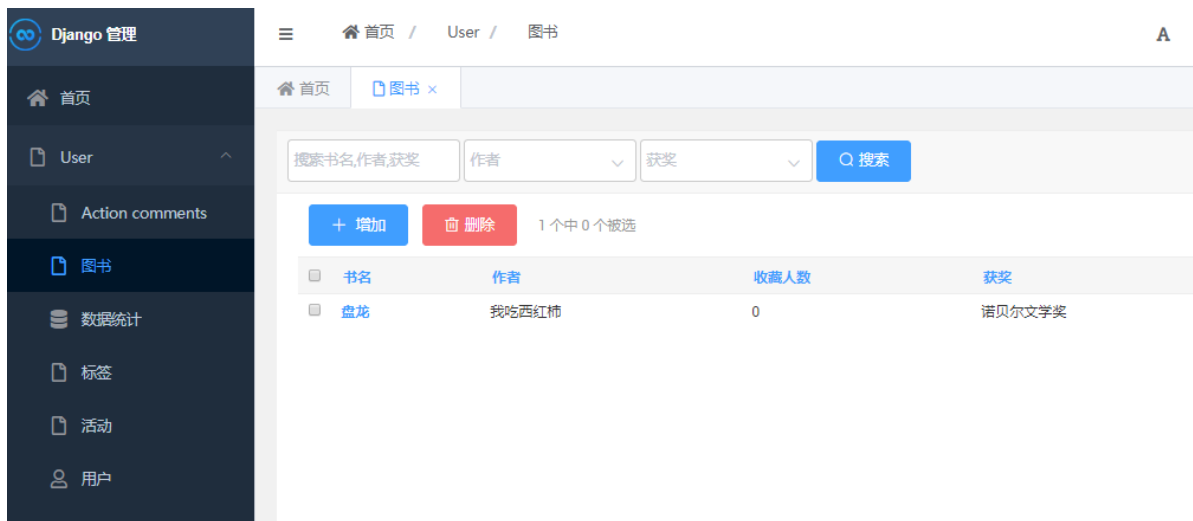 Django 管理
首页 / User / 图书
A
首页
图书 ×
首页
User
Action comments
图书
数据统计
标签
活动
用户
搜索书名,作者,获奖
作者
获奖
搜索
+ 增加
删除
1 个中 0 个被选
书名 作者 收藏人数 获奖
盘龙 我吃西红柿 0 诺贝尔文学奖